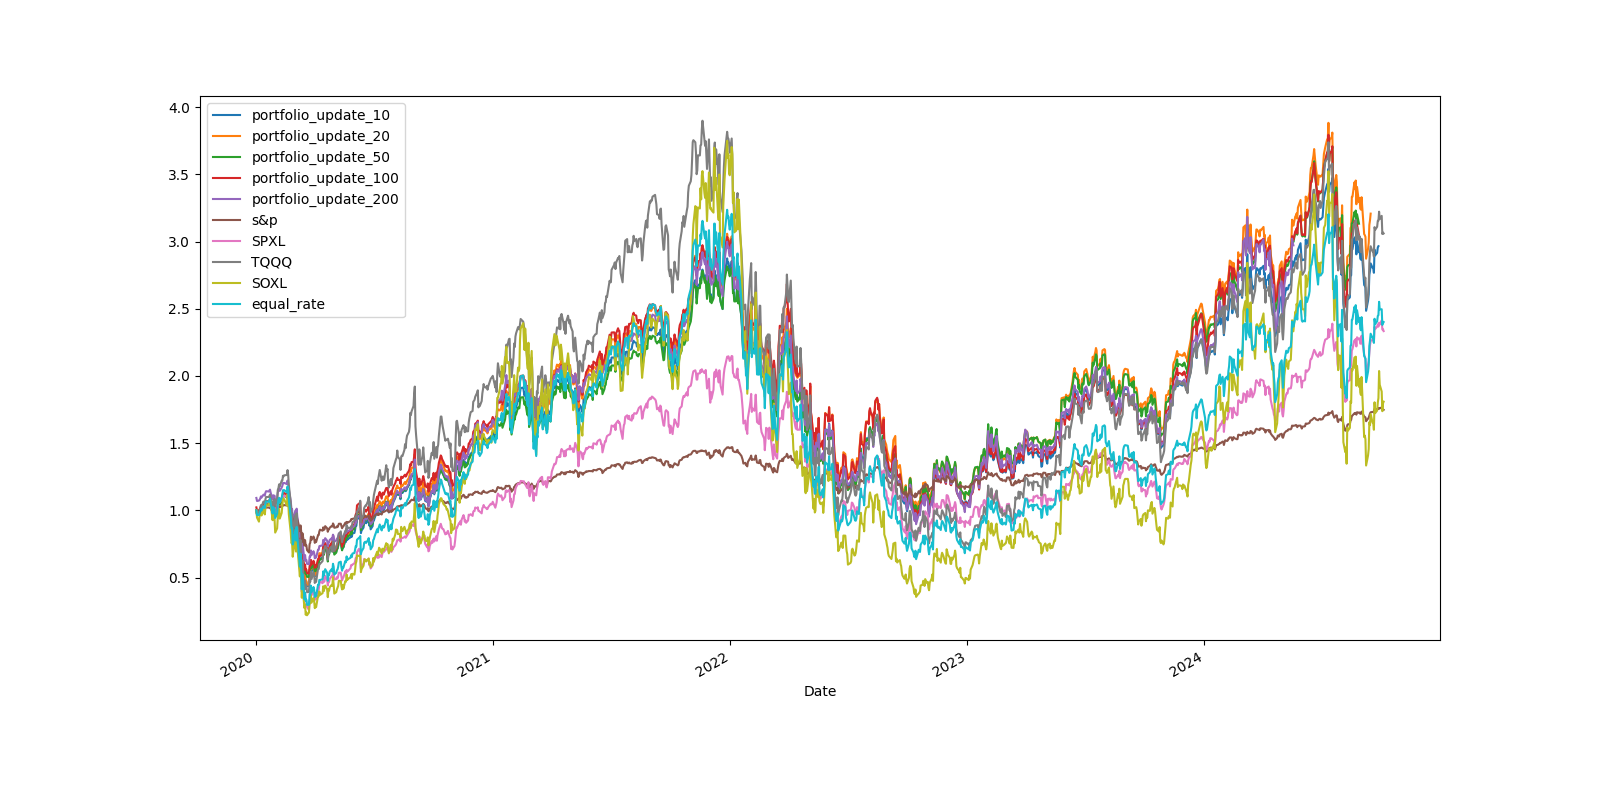 4.0
3.5
3.0
2.5
2.0
1.5
1.0
0.5
portfolio_update_10
portfolio_update_20
portfolio_update_50
portfolio_update_100
portfolio_update_200
s&p
SPXL
TQQQ
SOXL
equal_rate
2020
2021
2022
2023
2024
Date